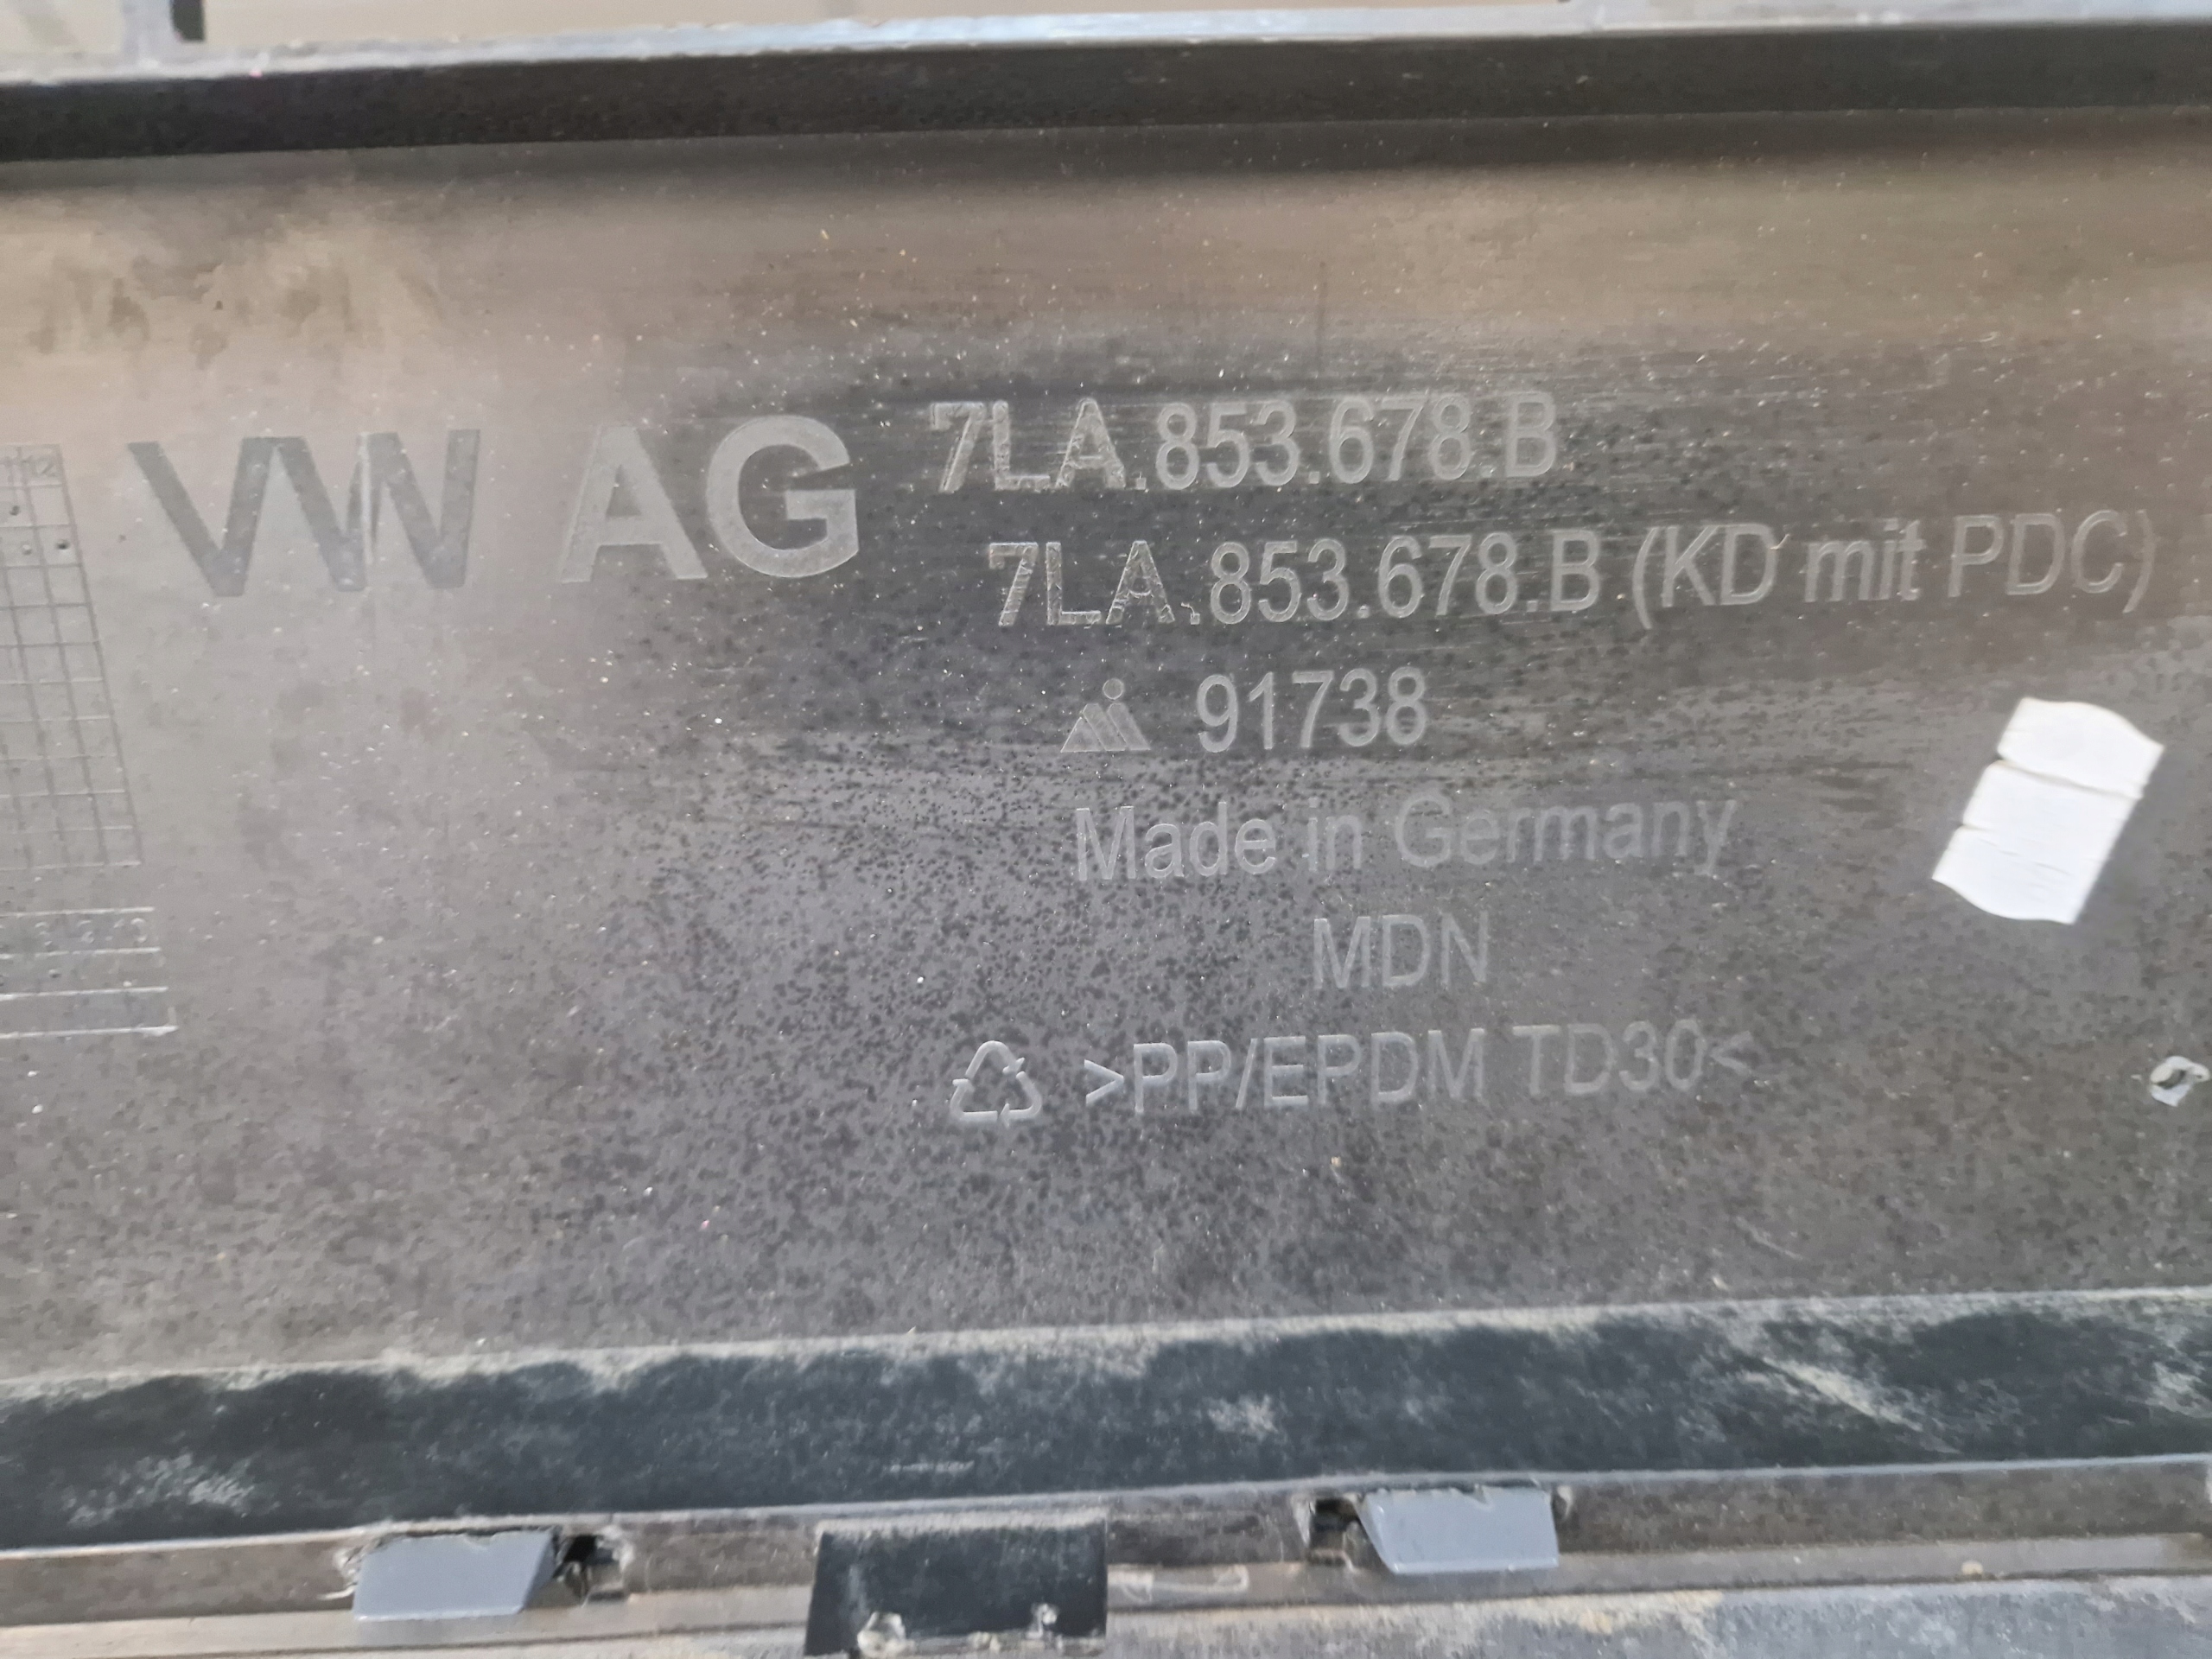 VW AG 7LA.853.678.B
7LA.853.678.B (KD mit PDC)
91738
Made in Germany
MDN
>PP/EPDM TD30<
12